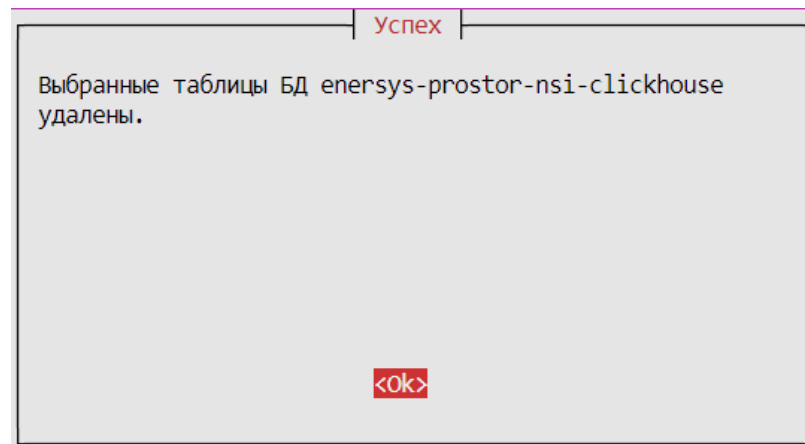 Успех
Выбранные таблицы БД enersys-prostor-nsi-clickhouse
удалены.
<Ok>